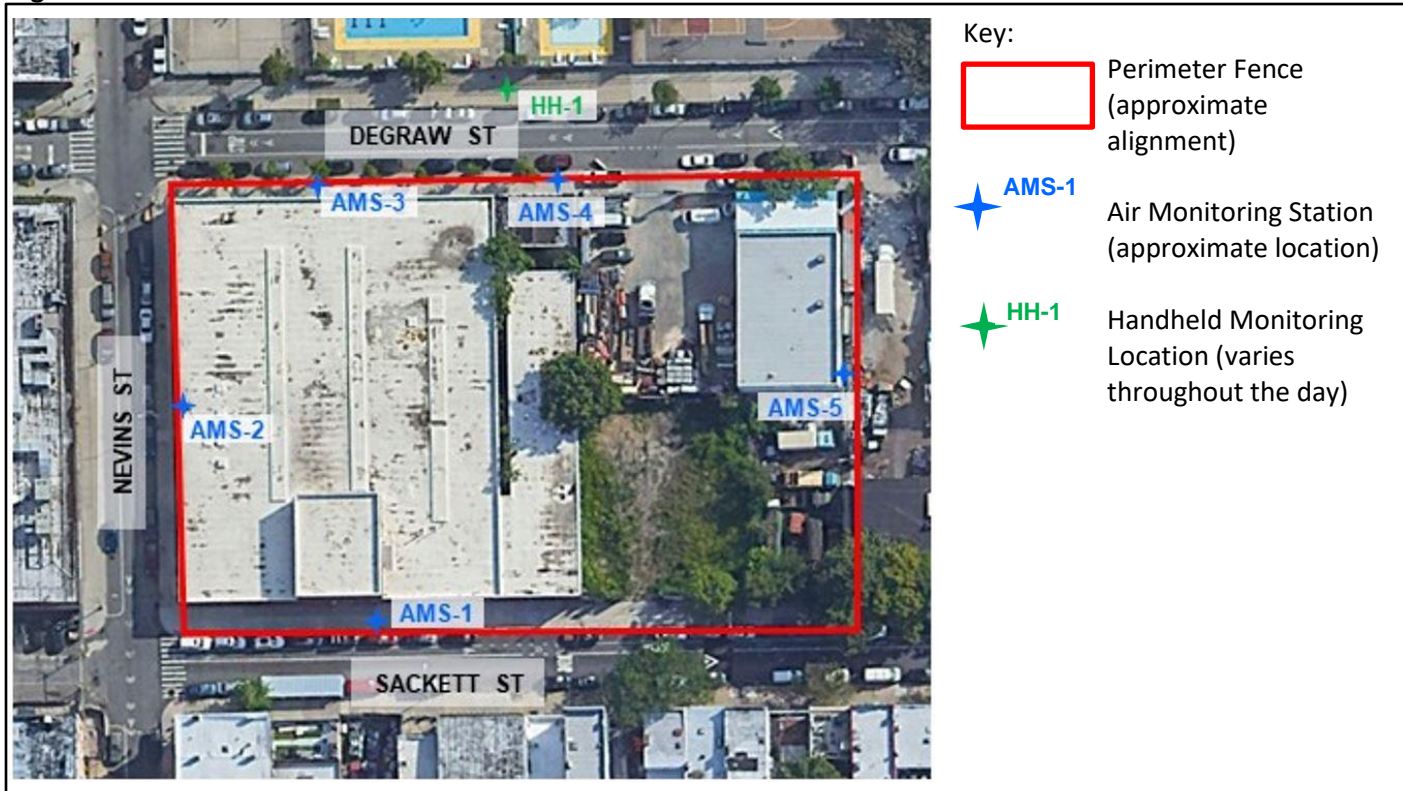 HH-1
DEGRAW ST
AMS-3
AMS-4
AMS-2
NEVINS ST
AMS-5
AMS-1
SACKETT ST
Key:
Perimeter Fence
(approximate
alignment)
AMS-1
Air Monitoring Station
(approximate location)
HH-1
Handheld Monitoring
Location (varies
throughout the day)